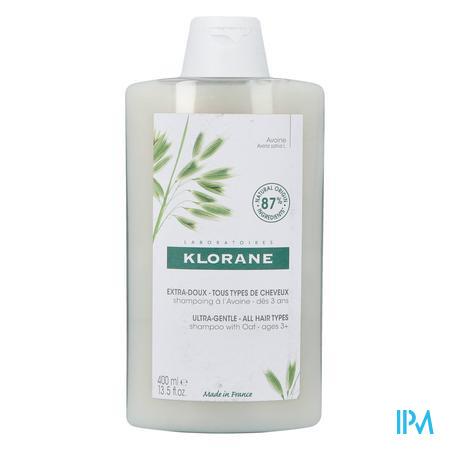 Avoine
Avena sativa L.
NATURAL ORIGIN
87%*
INGREDIENTS
LABORATOIRES
KLORANE
EXTRA-DOUX - TOUS TYPES DE CHEVEUX
shampoing à l'Avoine - dès 3 ans
ULTRA-GENTLE - ALL HAIR TYPES
shampoo with Oat - ages 3+
400 ml e
13.5 fl.oz.
Made in France
IPM